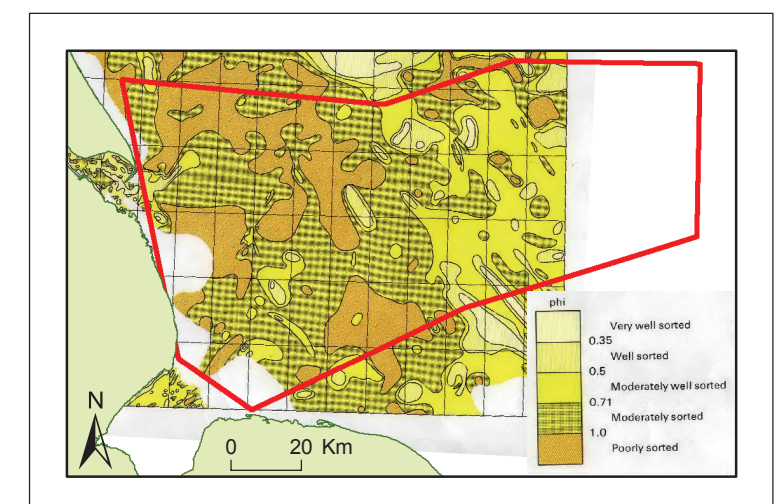 phi
Very well sorted
0.35
Well sorted
0.5
Moderately well sorted
0.71
Moderately sorted
1.0
Poorly sorted
N
0 20 Km